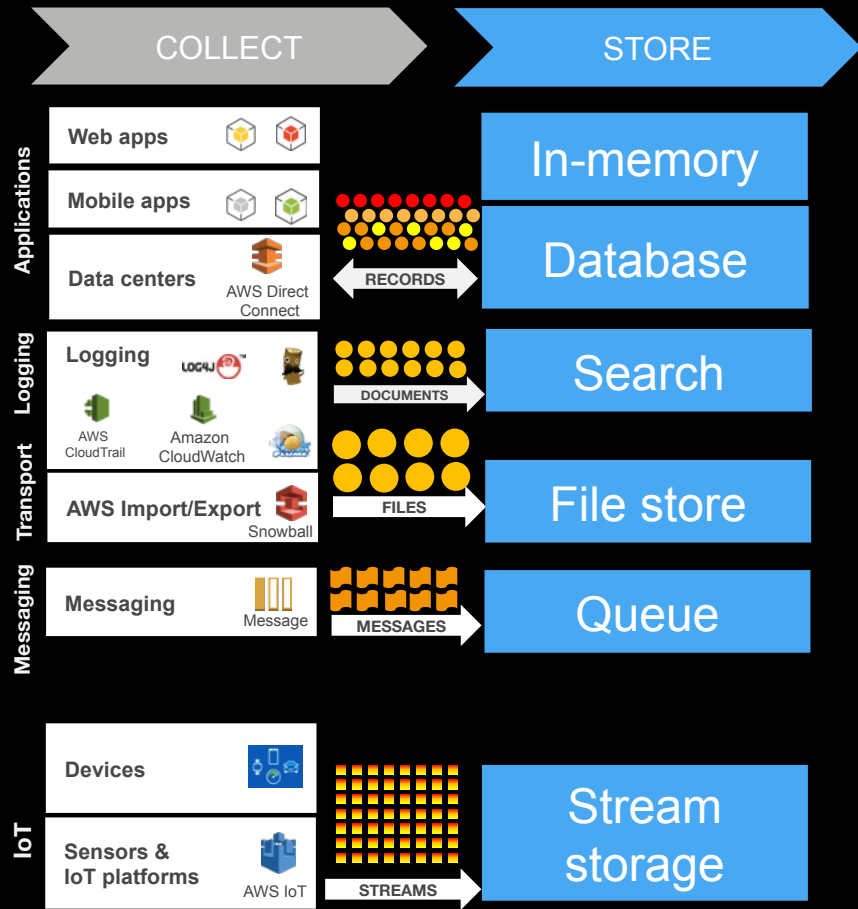 COLLECT
STORE
Applications
Web apps
Mobile apps
Data centers
AWS Direct
Connect
RECORDS
In-memory
Database
Logging
Logging
LOG4J™
AWS
CloudTrail
Amazon
CloudWatch
DOCUMENTS
Search
Transport
AWS Import/Export
Snowball
FILES
File store
Messaging
Messaging
Message
MESSAGES
Queue
IoT
Devices
Sensors &
IoT platforms
AWS IoT
STREAMS
Stream
storage